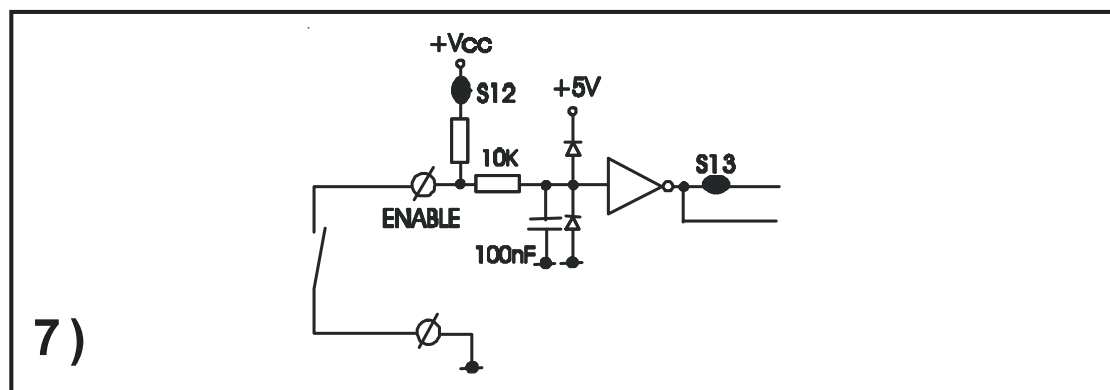 +Vcc
S12
+5V
10K
S13
ENABLE
100nF
7)